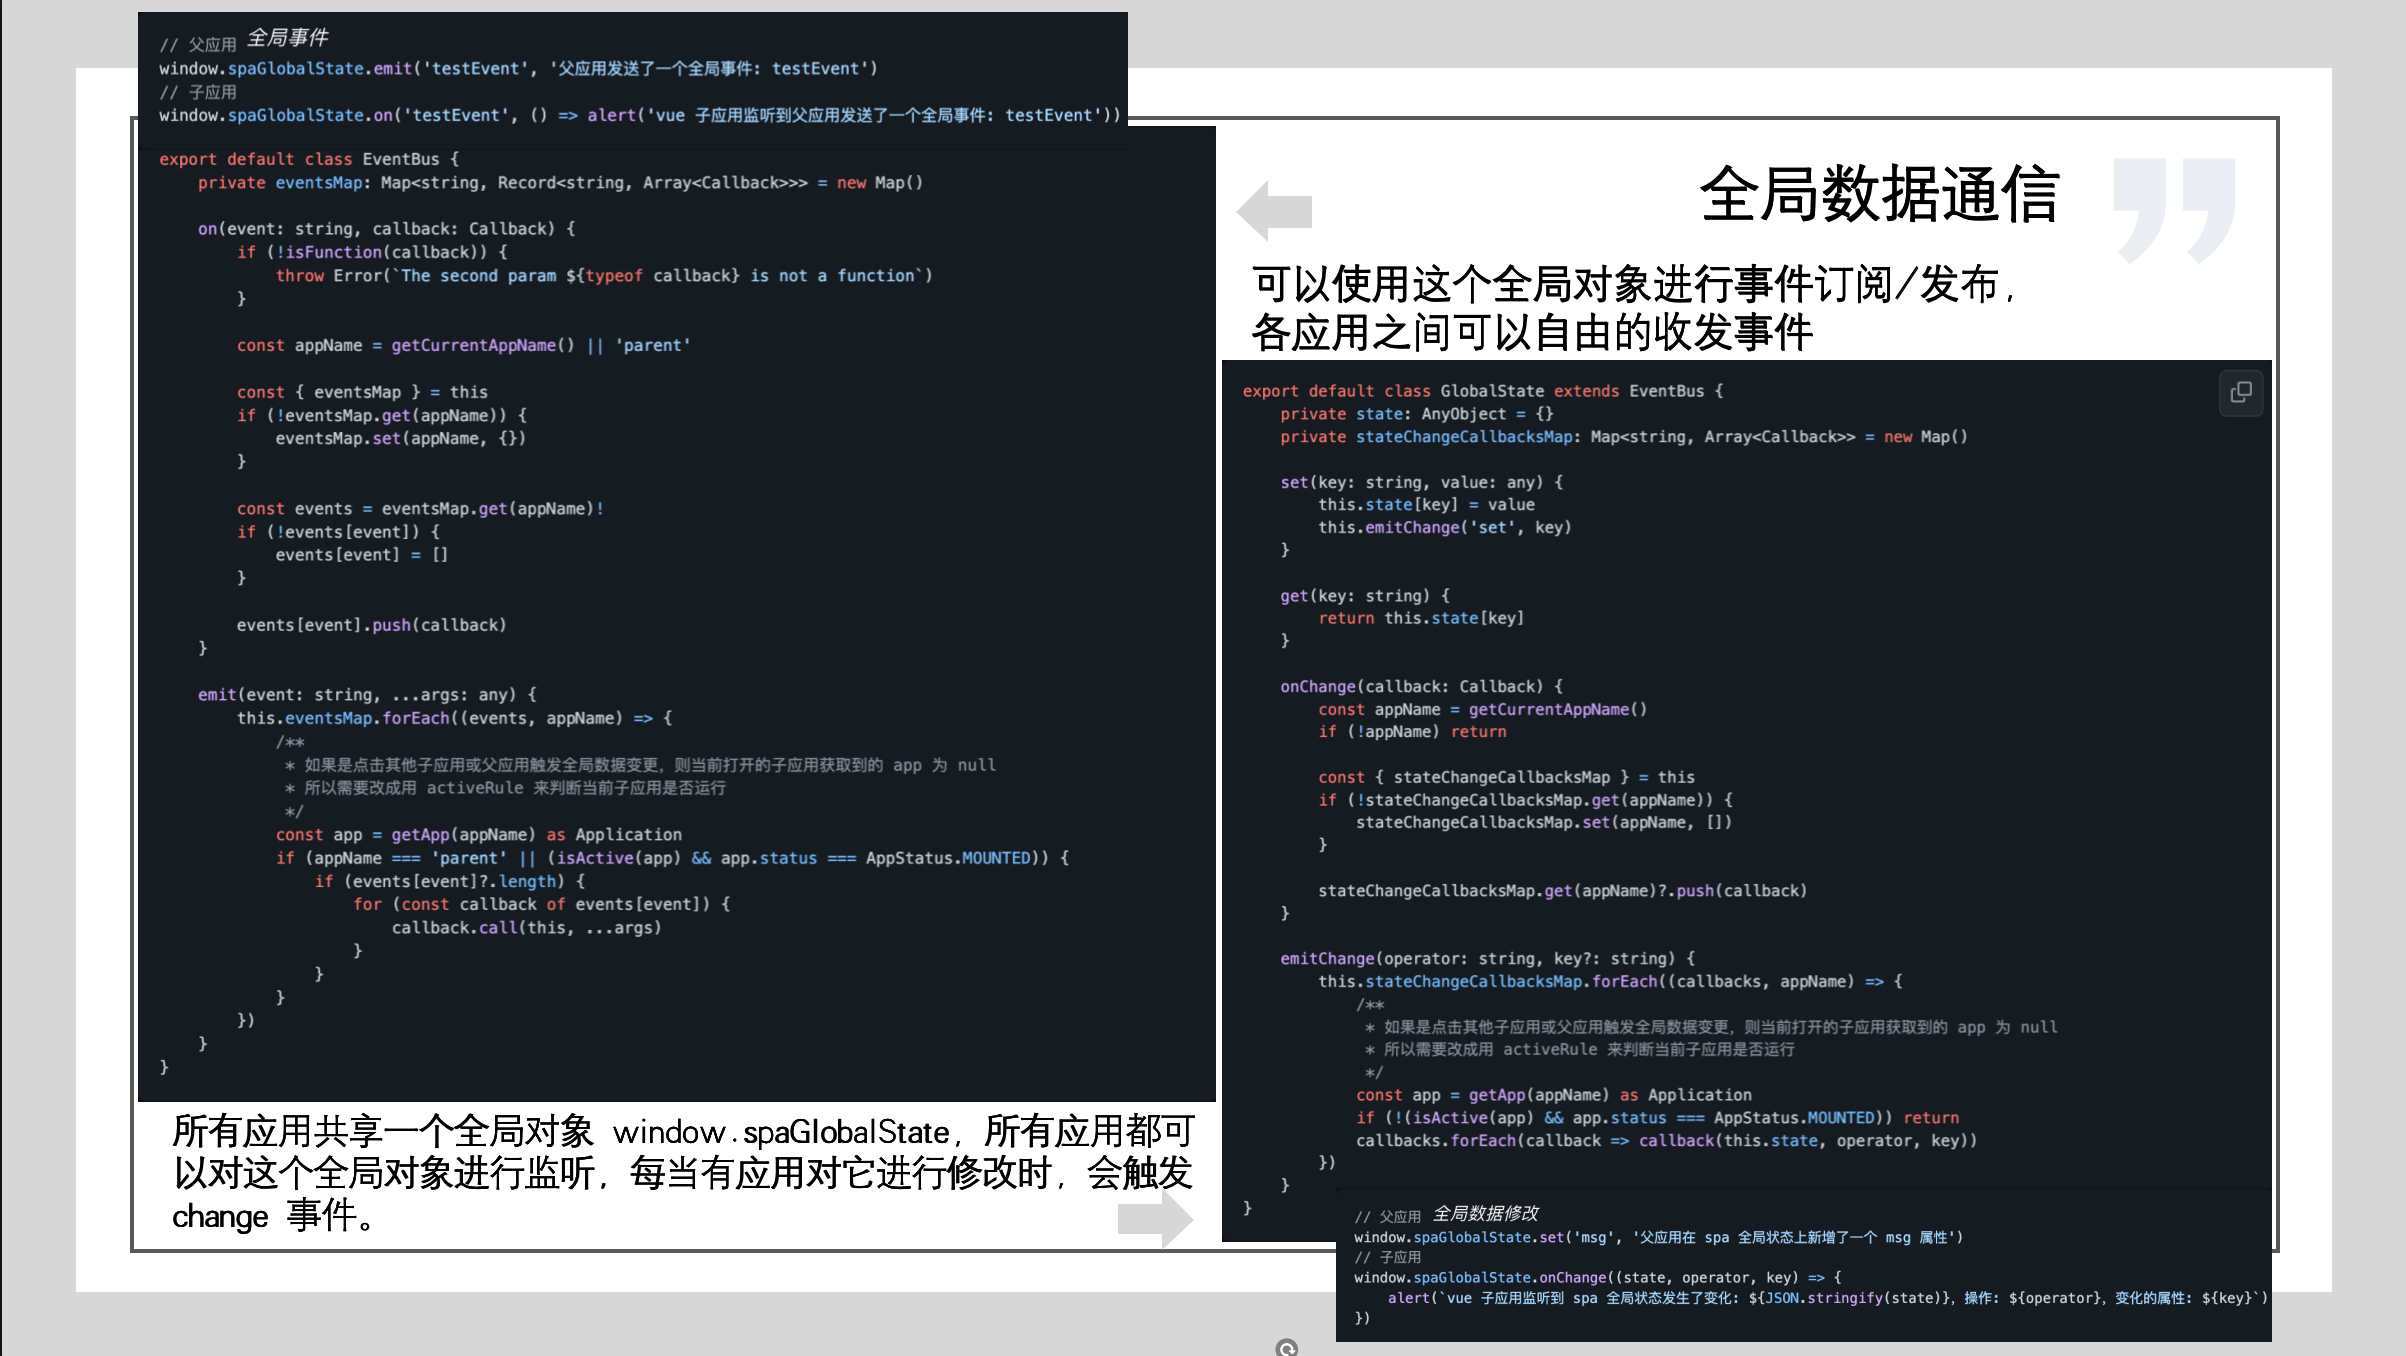 // 父应用 全局事件
window.spaGlobalState.emit('testEvent', '父应用发送了一个全局事件: testEvent')
// 子应用
window.spaGlobalState.on('testEvent', () => alert('vue 子应用监听到父应用发送了一个全局事件: testEvent'))
export default class EventBus {
    private eventsMap: Map<string, Record<string, Array<Callback>>> = new Map()

    on(event: string, callback: Callback) {
        if (!isFunction(callback)) {
            throw Error(`The second param ${typeof callback} is not a function`)
        }

        const appName = getCurrentAppName() || 'parent'

        const { eventsMap } = this
        if (!eventsMap.get(appName)) {
            eventsMap.set(appName, {})
        }

        const events = eventsMap.get(appName)!
        if (!events[event]) {
            events[event] = []
        }

        events[event].push(callback)
    }

    emit(event: string, ...args: any) {
        this.eventsMap.forEach((events, appName) => {
            /**
             * 如果是点击其他子应用或父应用触发全局数据变更，则当前打开的子应用获取到的 app 为 null
             * 所以需要改成用 activeRule 来判断当前子应用是否运行
             */
            const app = getApp(appName) as Application
            if (appName === 'parent' || (isActive(app) && app.status === AppStatus.MOUNTED)) {
                if (events[event]?.length) {
                    for (const callback of events[event]) {
                        callback.call(this, ...args)
                    }
                }
            }
        })
    }
}
所有应用共享一个全局对象 window.spaGlobalState，所有应用都可
以对这个全局对象进行监听，每当有应用对它进行修改时，会触发
change 事件。
全局数据通信
”
可以使用这个全局对象进行事件订阅/发布，
各应用之间可以自由的收发事件
export default class GlobalState extends EventBus {
    private state: AnyObject = {}
    private stateChangeCallbacksMap: Map<string, Array<Callback>> = new Map()

    set(key: string, value: any) {
        this.state[key] = value
        this.emitChange('set', key)
    }

    get(key: string) {
        return this.state[key]
    }

    onChange(callback: Callback) {
        const appName = getCurrentAppName()
        if (!appName) return

        const { stateChangeCallbacksMap } = this
        if (!stateChangeCallbacksMap.get(appName)) {
            stateChangeCallbacksMap.set(appName, [])
        }

        stateChangeCallbacksMap.get(appName)?.push(callback)
    }

    emitChange(operator: string, key?: string) {
        this.stateChangeCallbacksMap.forEach((callbacks, appName) => {
            /**
             * 如果是点击其他子应用或父应用触发全局数据变更，则当前打开的子应用获取到的 app 为 null
             * 所以需要改成用 activeRule 来判断当前子应用是否运行
             */
            const app = getApp(appName) as Application
            if (!(isActive(app) && app.status === AppStatus.MOUNTED)) return
            callbacks.forEach(callback => callback(this.state, operator, key))
        })
    }
}
// 父应用 全局数据修改
window.spaGlobalState.set('msg', '父应用在 spa 全局状态上新增了一个 msg 属性')
// 子应用
window.spaGlobalState.onChange((state, operator, key) => {
    alert(`vue 子应用监听到 spa 全局状态发生了变化: ${JSON.stringify(state)}，操作: ${operator}，变化的属性: ${key}`)
})